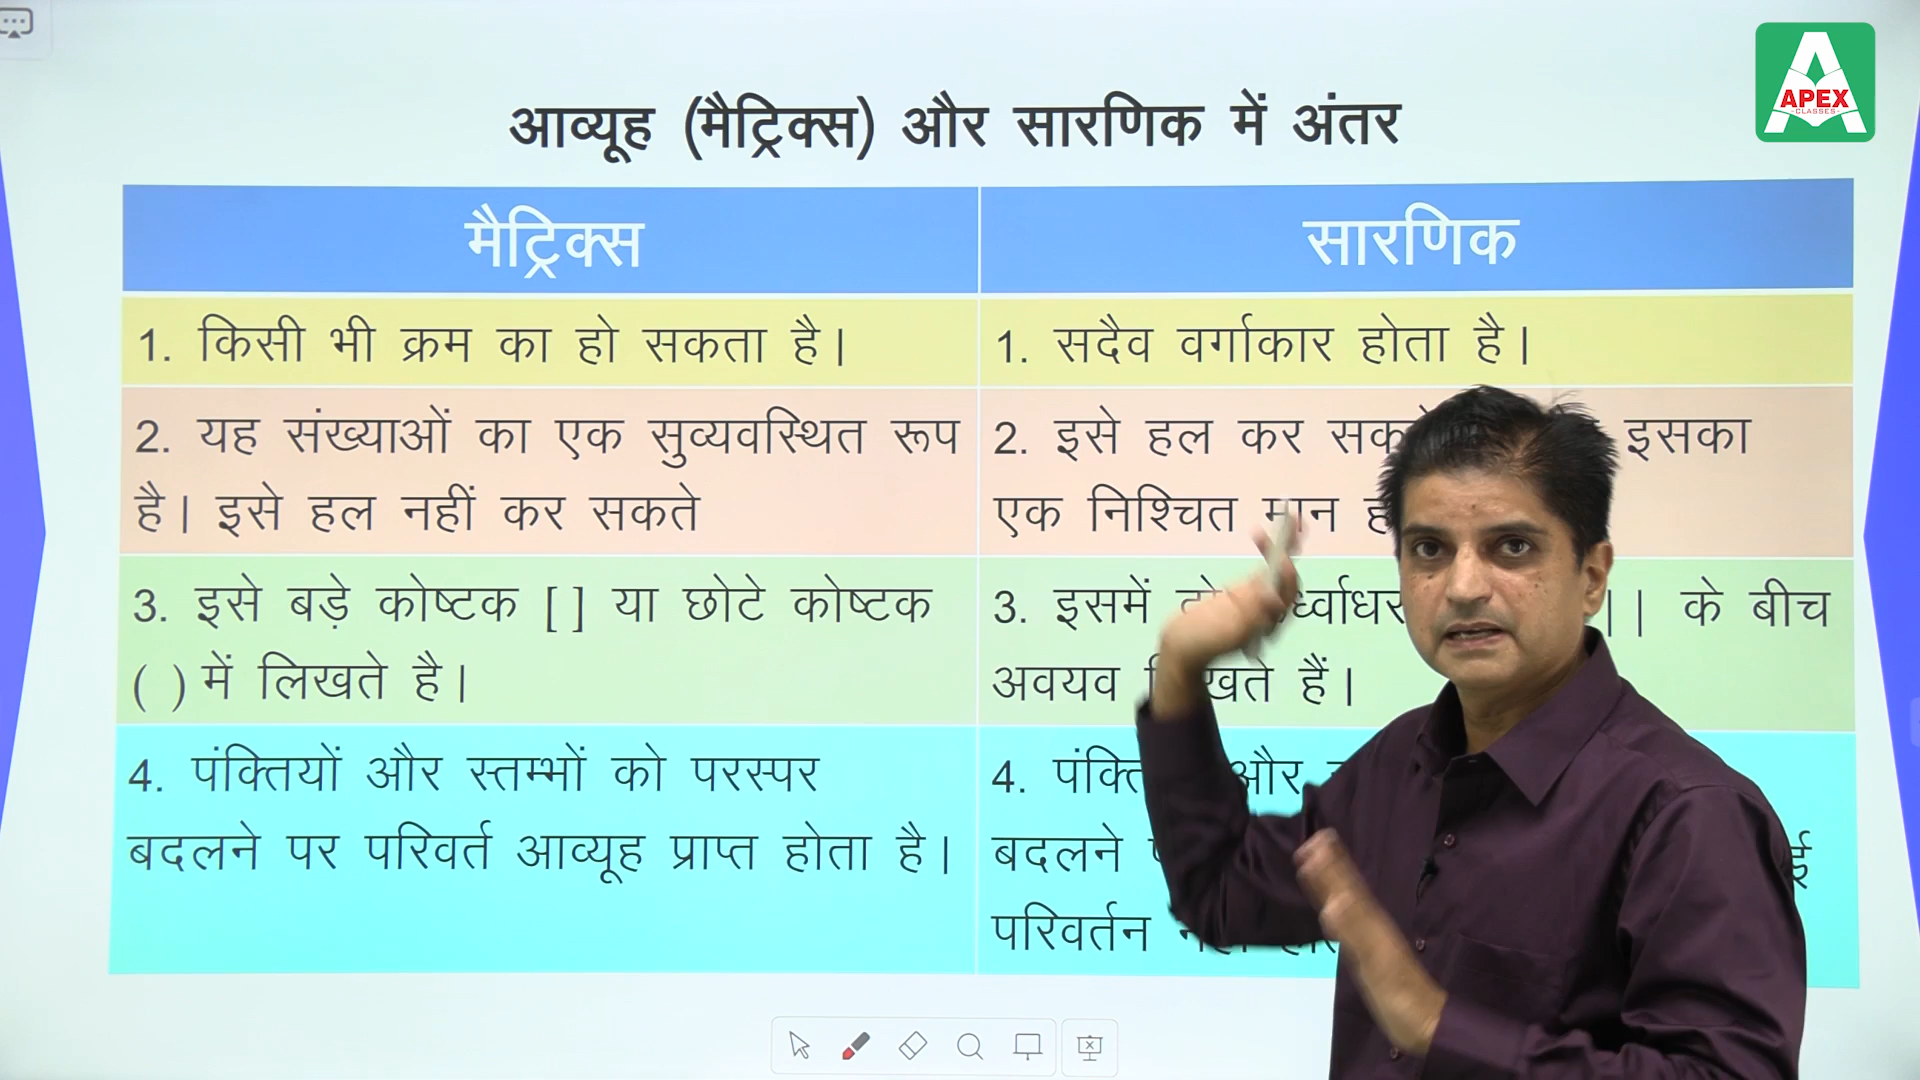 APEX
CLASSES
आव्यूह (मैट्रिक्स) और सारणिक में अंतर
मैट्रिक्स
सारणिक
1. किसी भी क्रम का हो सकता है।
1. सदैव वर्गाकार होता है।
2. यह संख्याओं का एक सुव्यवस्थित रूप
है। इसे हल नहीं कर सकते
2. इसे हल कर इसका
एक निश्चित मान
3. इसे बड़े कोष्टक [ ] या छोटे कोष्टक
( ) में लिखते है।
3. इसमें | | के बीच
अवयव हैं।
4. पंक्तियों और स्तम्भों को परस्पर
बदलने पर परिवर्त आव्यूह प्राप्त होता है।
4. और
बदलने
परिवर्तन